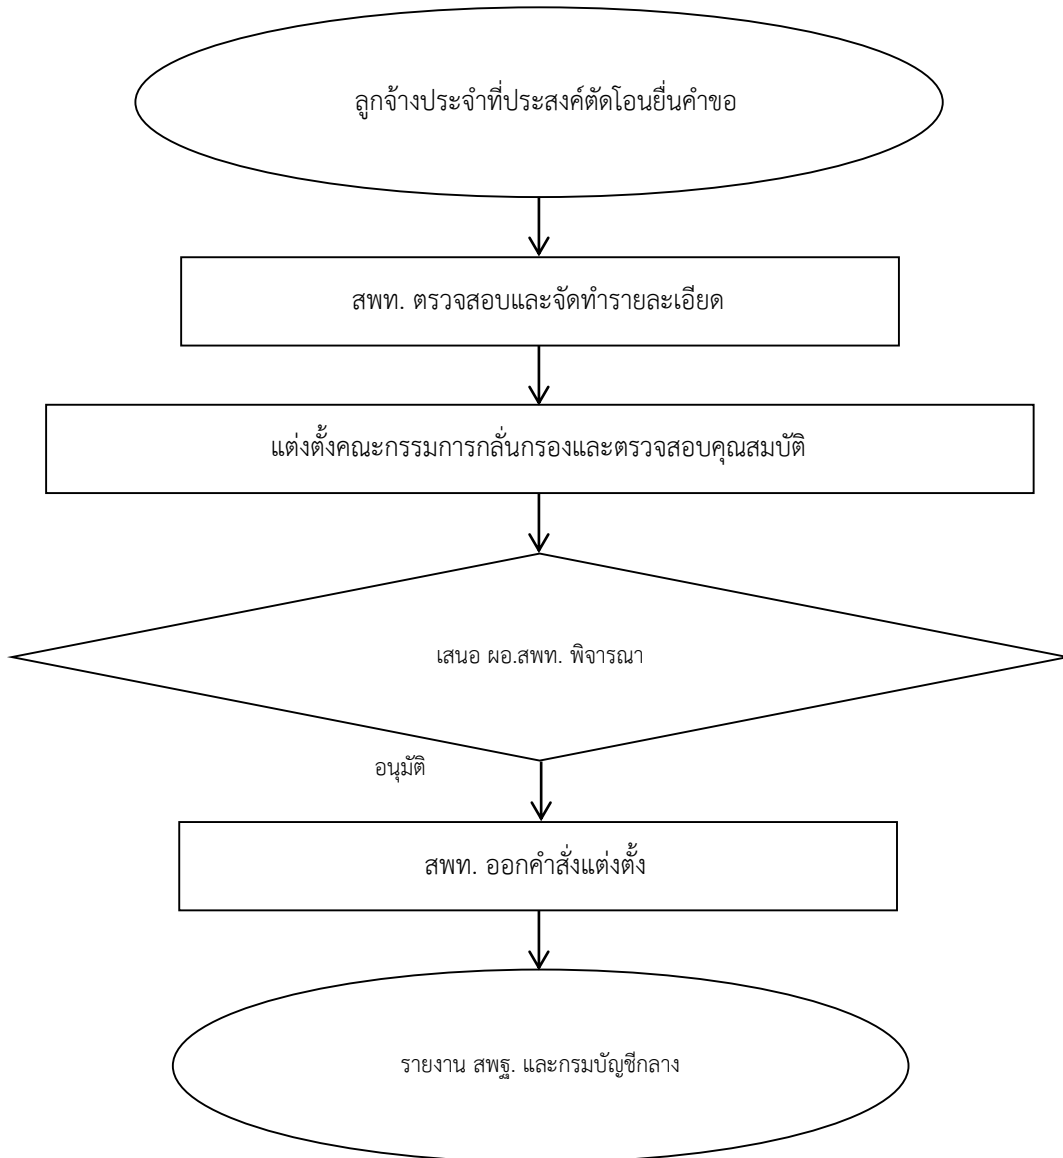 ลูกจ้างประจำที่ประสงค์ตัดโอนยื่นคำขอ
สพท. ตรวจสอบและจัดทำรายละเอียด
แต่งตั้งคณะกรรมการกลั่นกรองและตรวจสอบคุณสมบัติ
เสนอ ผอ.สพท. พิจารณา
อนุมัติ
สพท. ออกคำสั่งแต่งตั้ง
รายงาน สพฐ. และกรมบัญชีกลาง